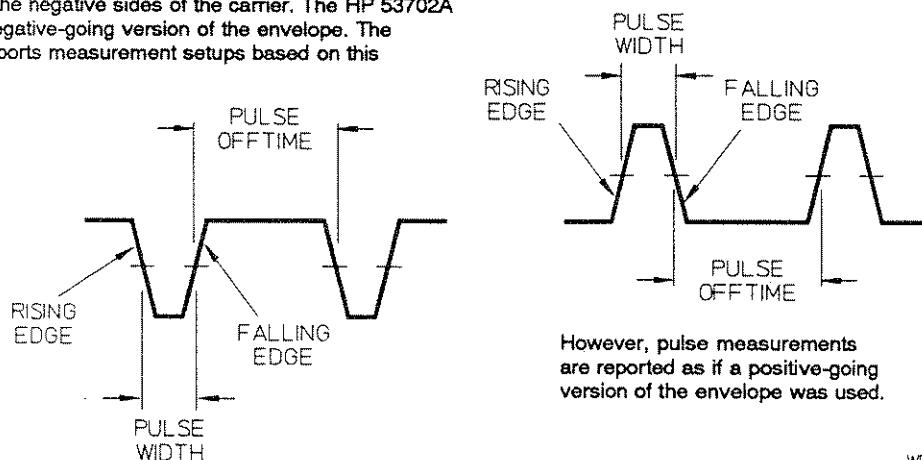 the negative sides of the carrier. The HP 53702A
egative-going version of the envelope. The
ports measurement setups based on this
PULSE
OFFTIME
RISING
EDGE
FALLING
EDGE
PULSE
WIDTH
PULSE
WIDTH
RISING
EDGE
FALLING
EDGE
PULSE
OFFTIME
However, pulse measurements
are reported as if a positive-going
version of the envelope was used.